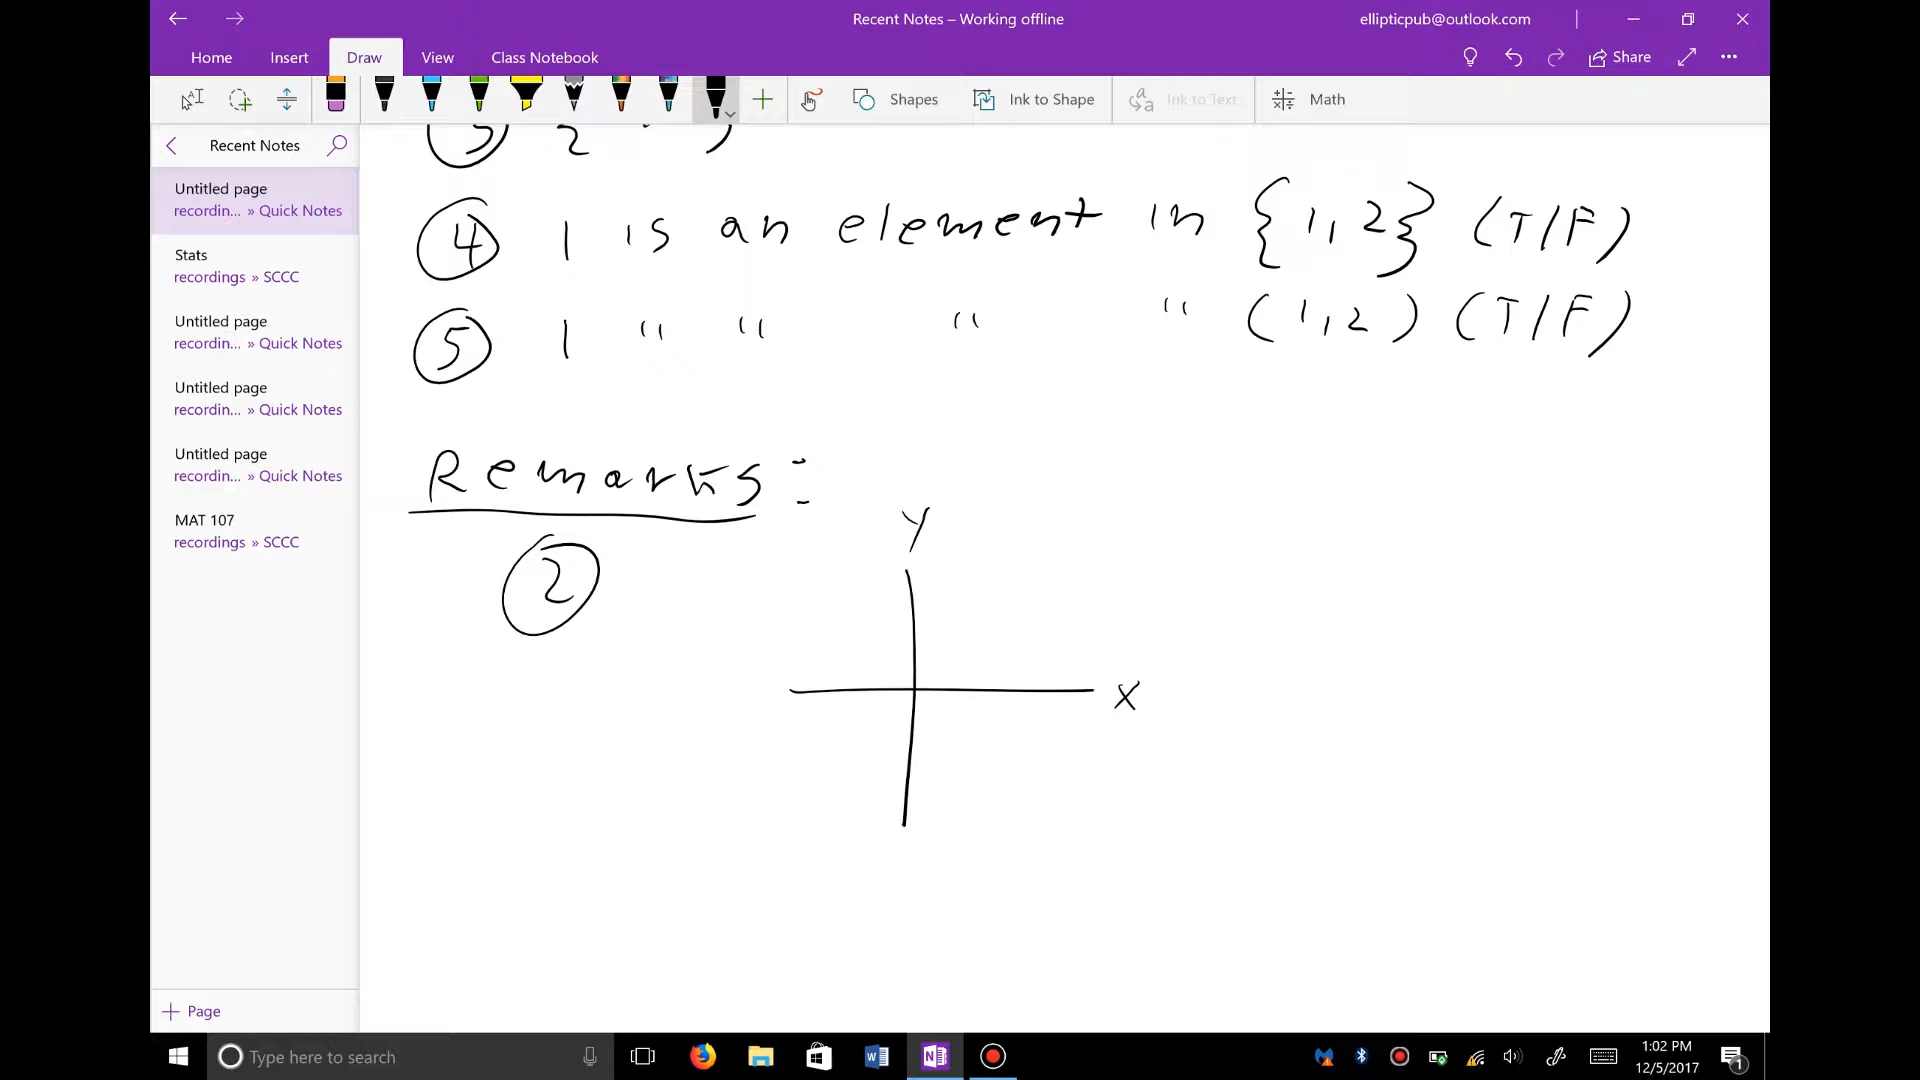 Recent Notes – Working offline
ellipticpub@outlook.com
Home Insert Draw View Class Notebook
Share
Shapes Ink to Shape Ink to Text Math
Recent Notes
Untitled page
recordin... » Quick Notes
Stats
recordings » SCCC
Untitled page
recordin... » Quick Notes
Untitled page
recordin... » Quick Notes
Untitled page
recordin... » Quick Notes
MAT 107
recordings » SCCC
+ Page
④ 1 is an element in {1,2} (T/F)
⑤ 1 " " " " (1,2) (T/F)
Remarks:
②
y
x
Type here to search
1:02 PM
12/5/2017
1